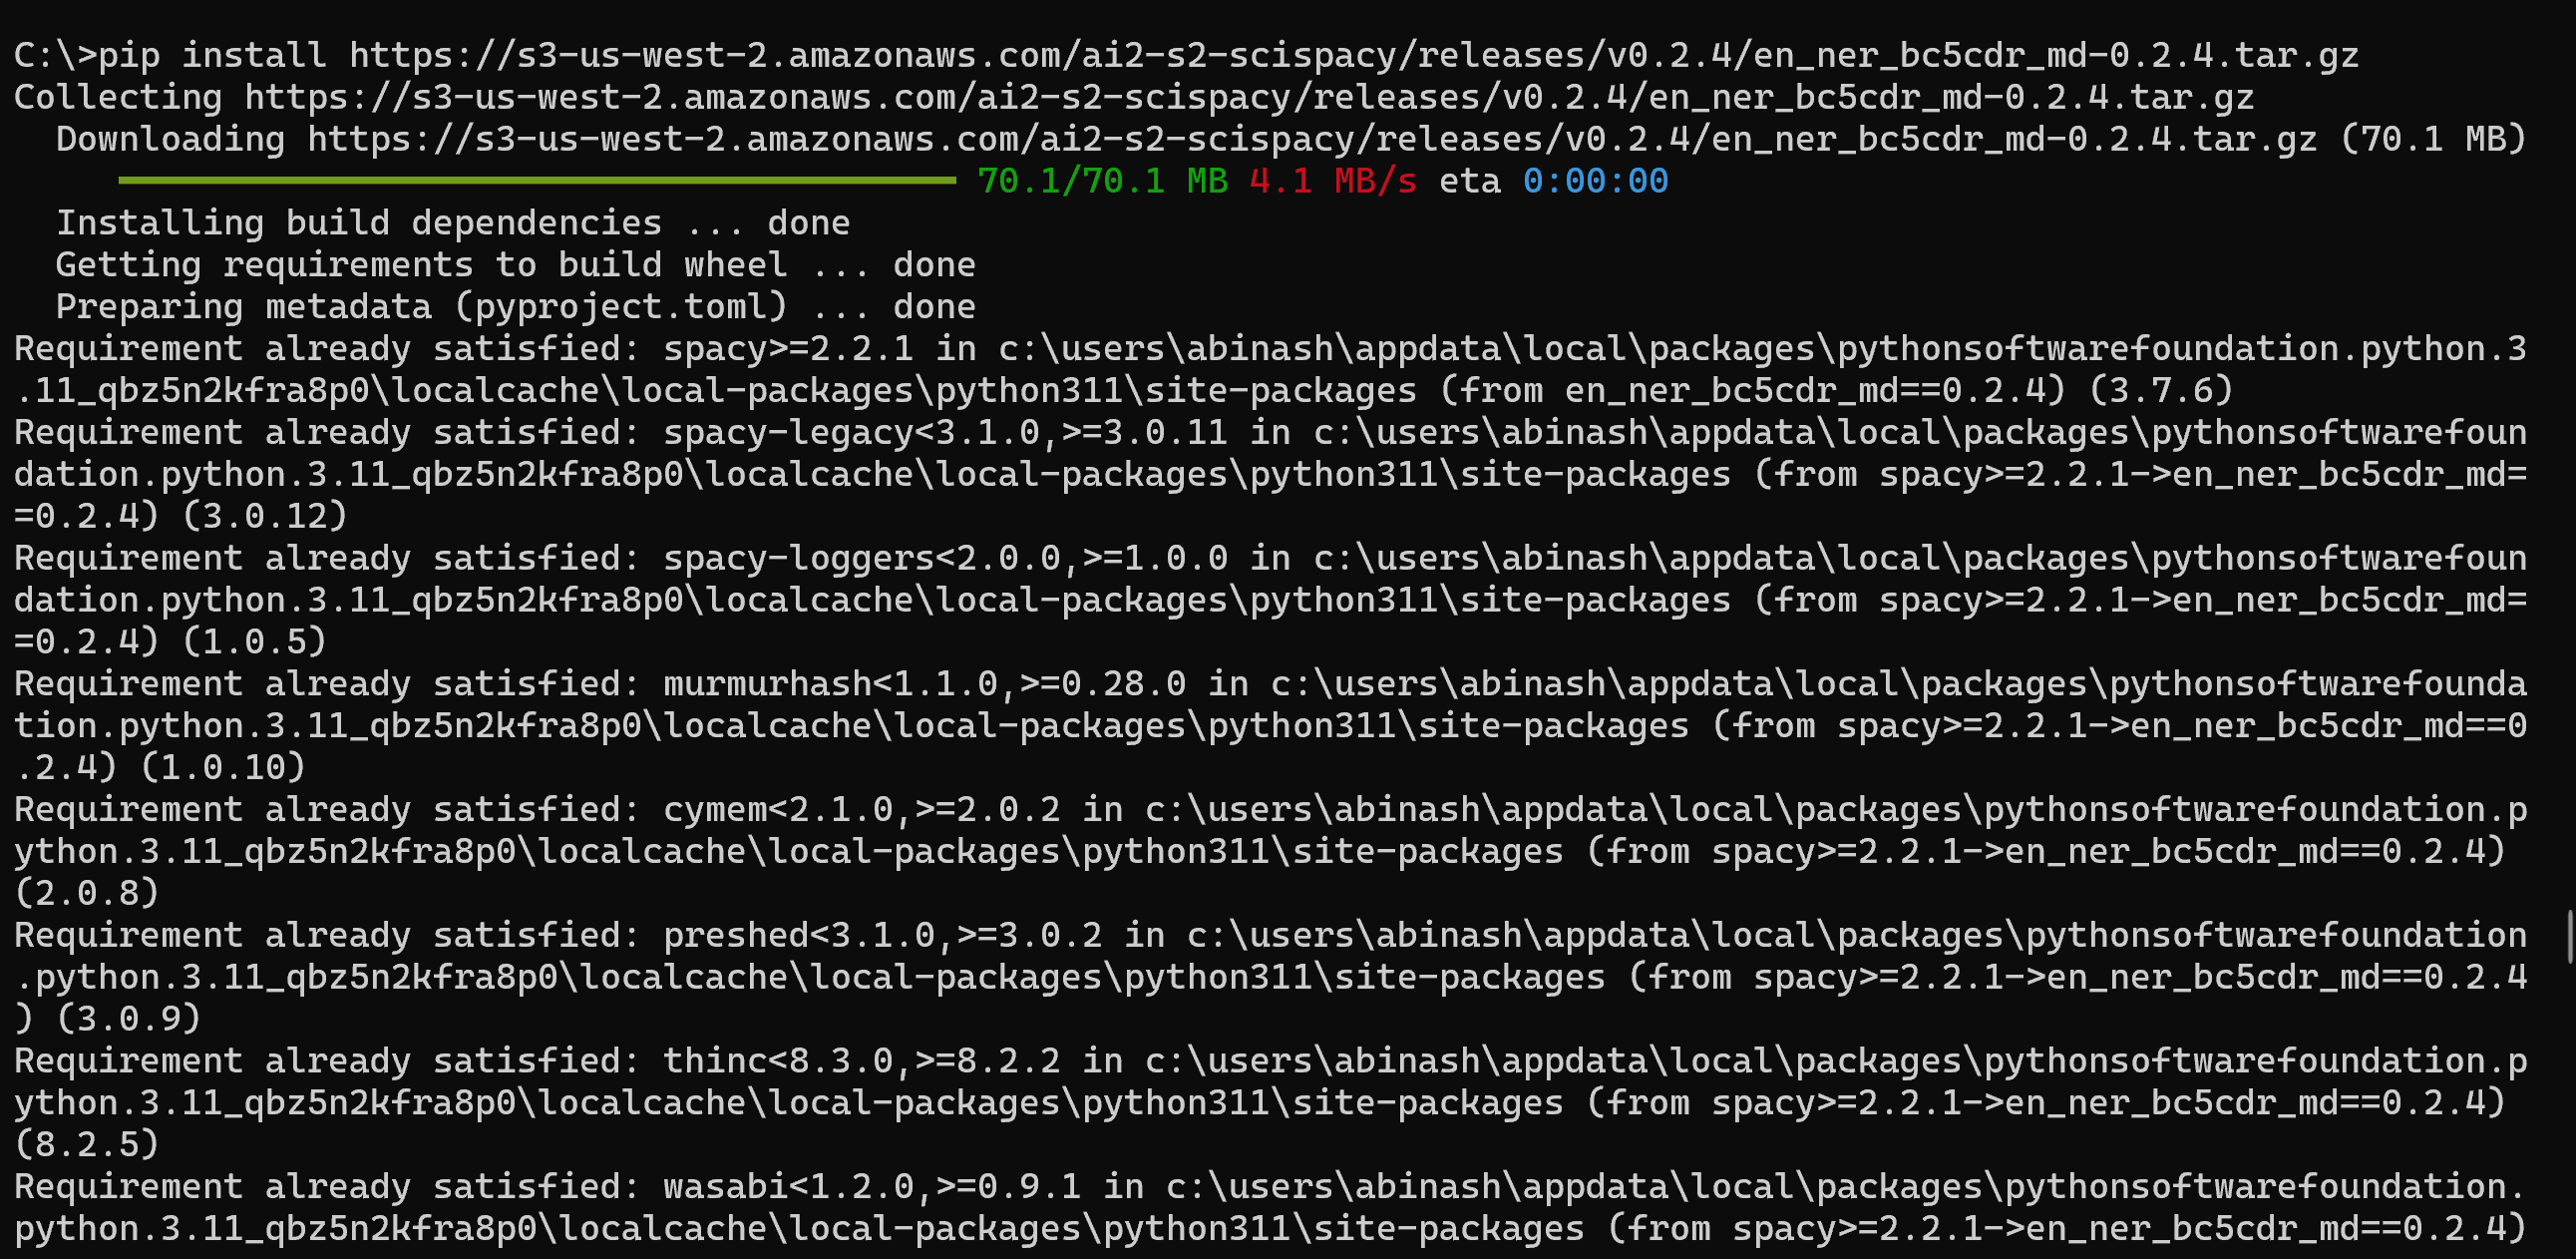 C:\>pip install https://s3-us-west-2.amazonaws.com/ai2-s2-scispacy/releases/v0.2.4/en_ner_bc5cdr_md-0.2.4.tar.gz
Collecting https://s3-us-west-2.amazonaws.com/ai2-s2-scispacy/releases/v0.2.4/en_ner_bc5cdr_md-0.2.4.tar.gz
  Downloading https://s3-us-west-2.amazonaws.com/ai2-s2-scispacy/releases/v0.2.4/en_ner_bc5cdr_md-0.2.4.tar.gz (70.1 MB)
70.1/70.1 MB 4.1 MB/s eta 0:00:00
  Installing build dependencies ... done
  Getting requirements to build wheel ... done
  Preparing metadata (pyproject.toml) ... done
Requirement already satisfied: spacy>=2.2.1 in c:\users\abinash\appdata\local\packages\pythonsoftwarefoundation.python.3
.11_qbz5n2kfra8p0\localcache\local-packages\python311\site-packages (from en_ner_bc5cdr_md==0.2.4) (3.7.6)
Requirement already satisfied: spacy-legacy<3.1.0,>=3.0.11 in c:\users\abinash\appdata\local\packages\pythonsoftwarefoun
dation.python.3.11_qbz5n2kfra8p0\localcache\local-packages\python311\site-packages (from spacy>=2.2.1->en_ner_bc5cdr_md=
=0.2.4) (3.0.12)
Requirement already satisfied: spacy-loggers<2.0.0,>=1.0.0 in c:\users\abinash\appdata\local\packages\pythonsoftwarefoun
dation.python.3.11_qbz5n2kfra8p0\localcache\local-packages\python311\site-packages (from spacy>=2.2.1->en_ner_bc5cdr_md=
=0.2.4) (1.0.5)
Requirement already satisfied: murmurhash<1.1.0,>=0.28.0 in c:\users\abinash\appdata\local\packages\pythonsoftwarefounda
tion.python.3.11_qbz5n2kfra8p0\localcache\local-packages\python311\site-packages (from spacy>=2.2.1->en_ner_bc5cdr_md==0
.2.4) (1.0.10)
Requirement already satisfied: cymem<2.1.0,>=2.0.2 in c:\users\abinash\appdata\local\packages\pythonsoftwarefoundation.p
ython.3.11_qbz5n2kfra8p0\localcache\local-packages\python311\site-packages (from spacy>=2.2.1->en_ner_bc5cdr_md==0.2.4)
(2.0.8)
Requirement already satisfied: preshed<3.1.0,>=3.0.2 in c:\users\abinash\appdata\local\packages\pythonsoftwarefoundation
.python.3.11_qbz5n2kfra8p0\localcache\local-packages\python311\site-packages (from spacy>=2.2.1->en_ner_bc5cdr_md==0.2.4
) (3.0.9)
Requirement already satisfied: thinc<8.3.0,>=8.2.2 in c:\users\abinash\appdata\local\packages\pythonsoftwarefoundation.p
ython.3.11_qbz5n2kfra8p0\localcache\local-packages\python311\site-packages (from spacy>=2.2.1->en_ner_bc5cdr_md==0.2.4)
(8.2.5)
Requirement already satisfied: wasabi<1.2.0,>=0.9.1 in c:\users\abinash\appdata\local\packages\pythonsoftwarefoundation.
python.3.11_qbz5n2kfra8p0\localcache\local-packages\python311\site-packages (from spacy>=2.2.1->en_ner_bc5cdr_md==0.2.4)